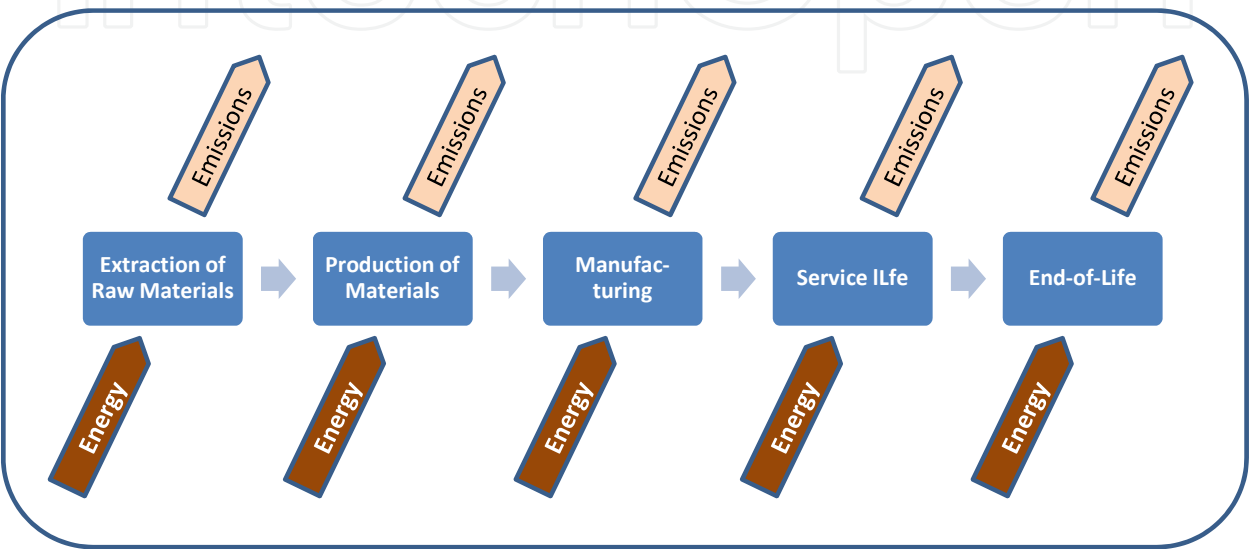 Emissions
Emissions
Emissions
Emissions
Emissions
Extraction of
Raw Materials
Production of
Materials
Manufac-
turing
Service ILfe
End-of-Life
Energy
Energy
Energy
Energy
Energy